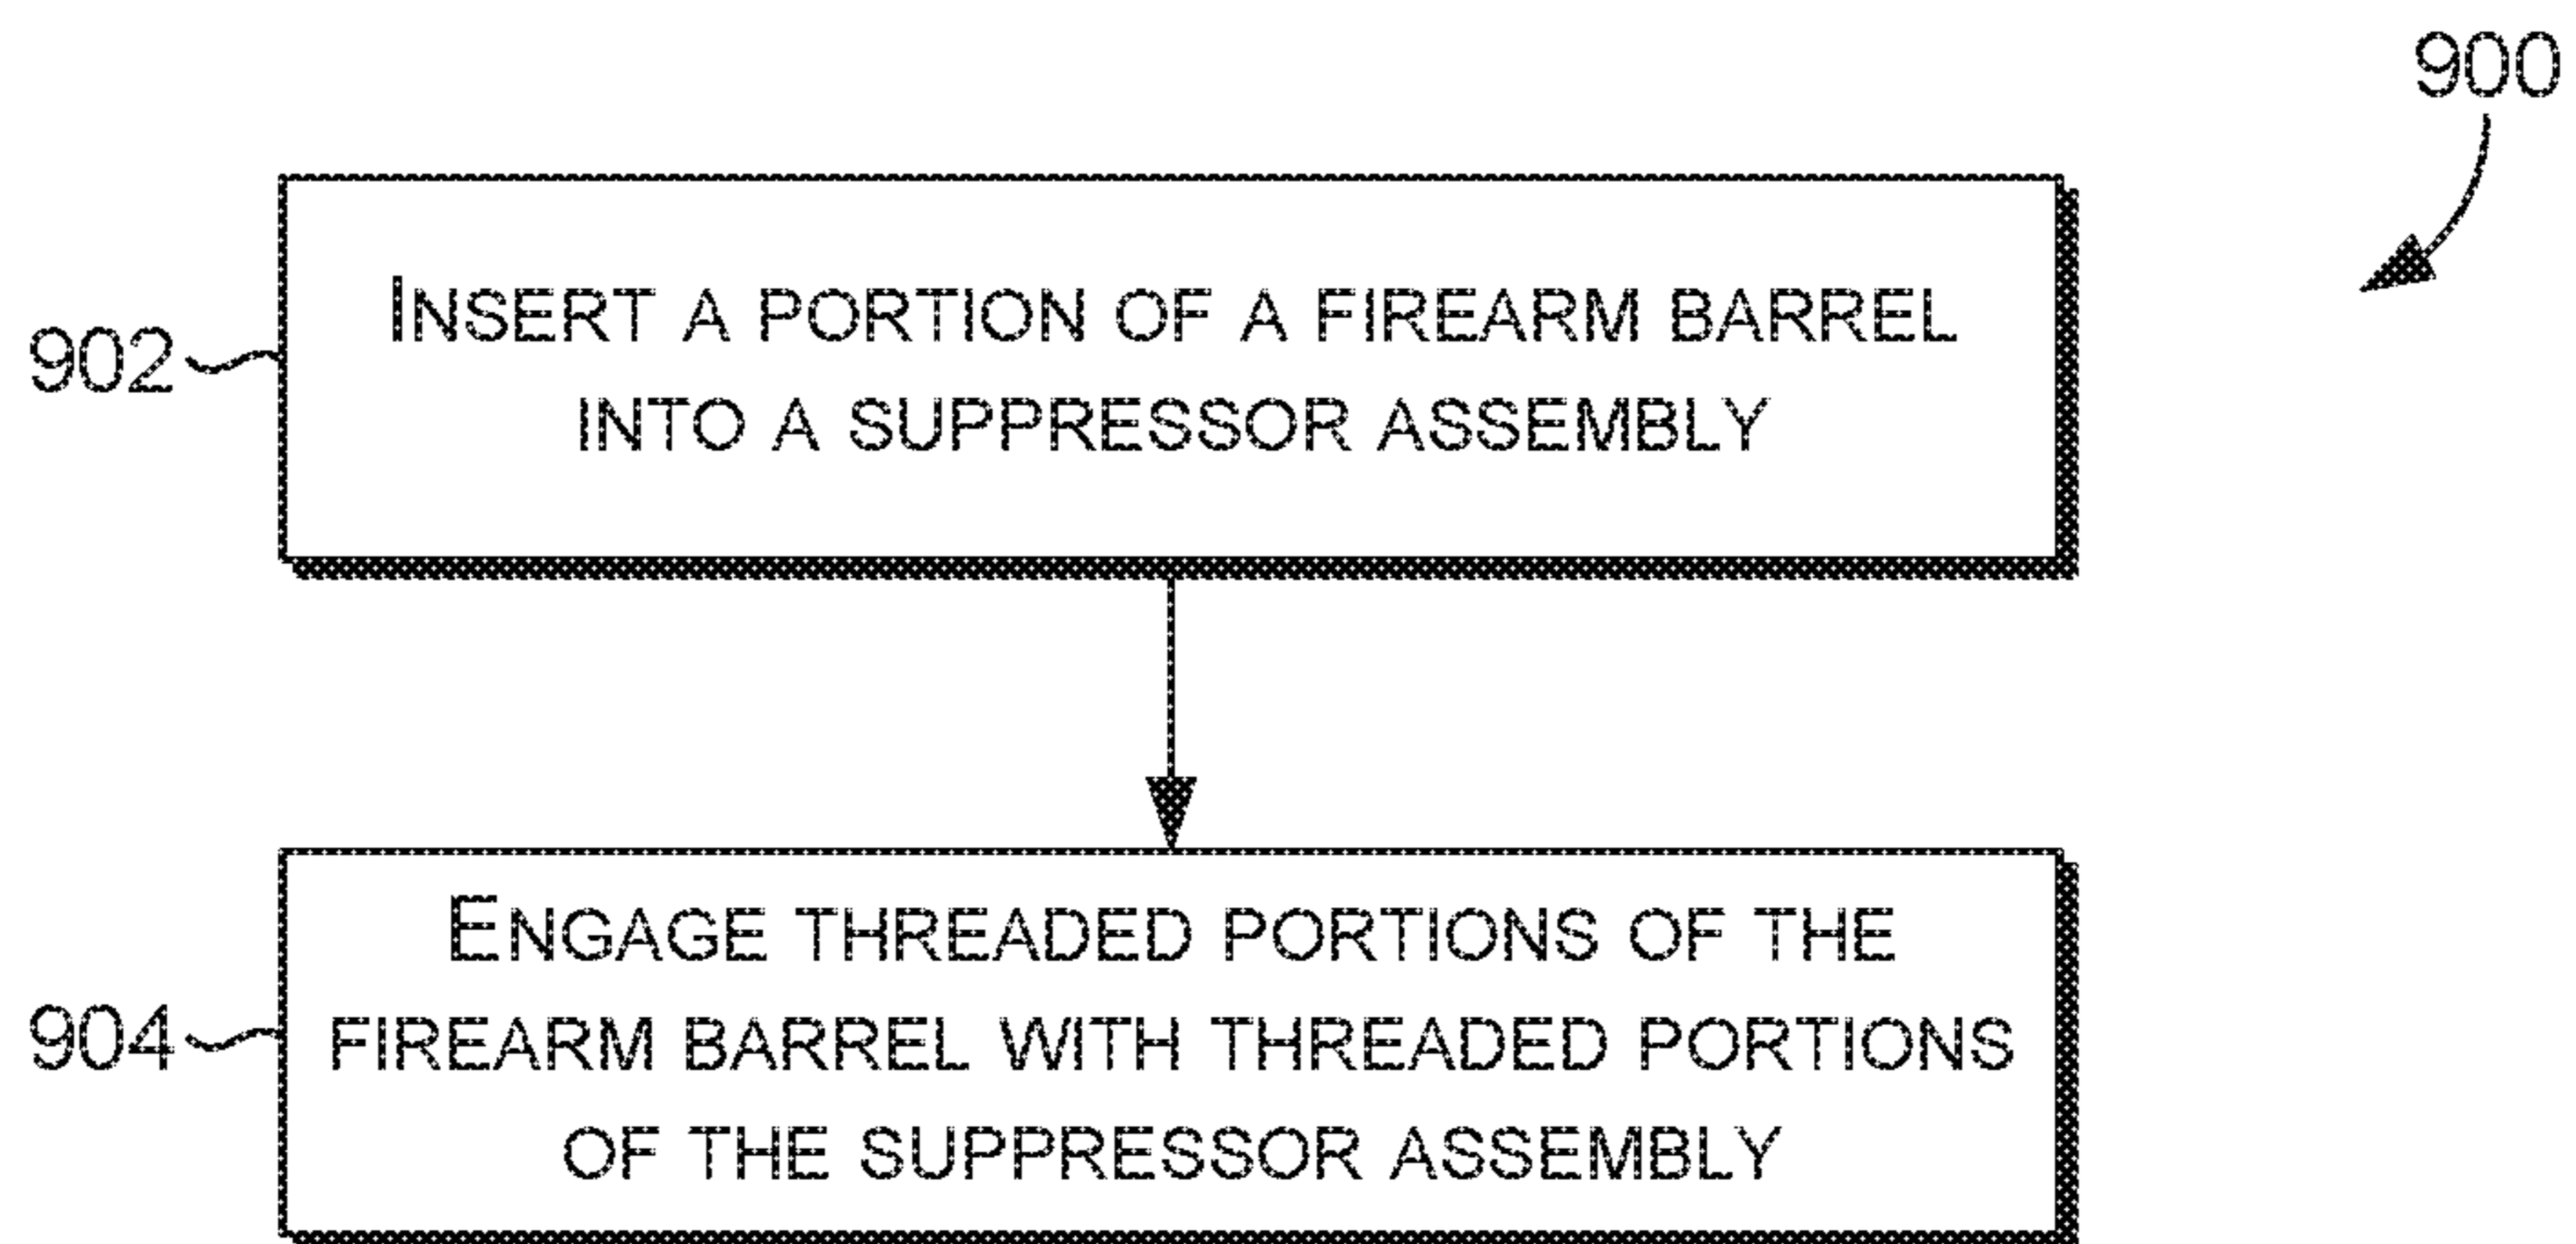 900
902
INSERT A PORTION OF A FIREARM BARREL
INTO A SUPPRESSOR ASSEMBLY
904
ENGAGE THREADED PORTIONS OF THE
FIREARM BARREL WITH THREADED PORTIONS
OF THE SUPPRESSOR ASSEMBLY